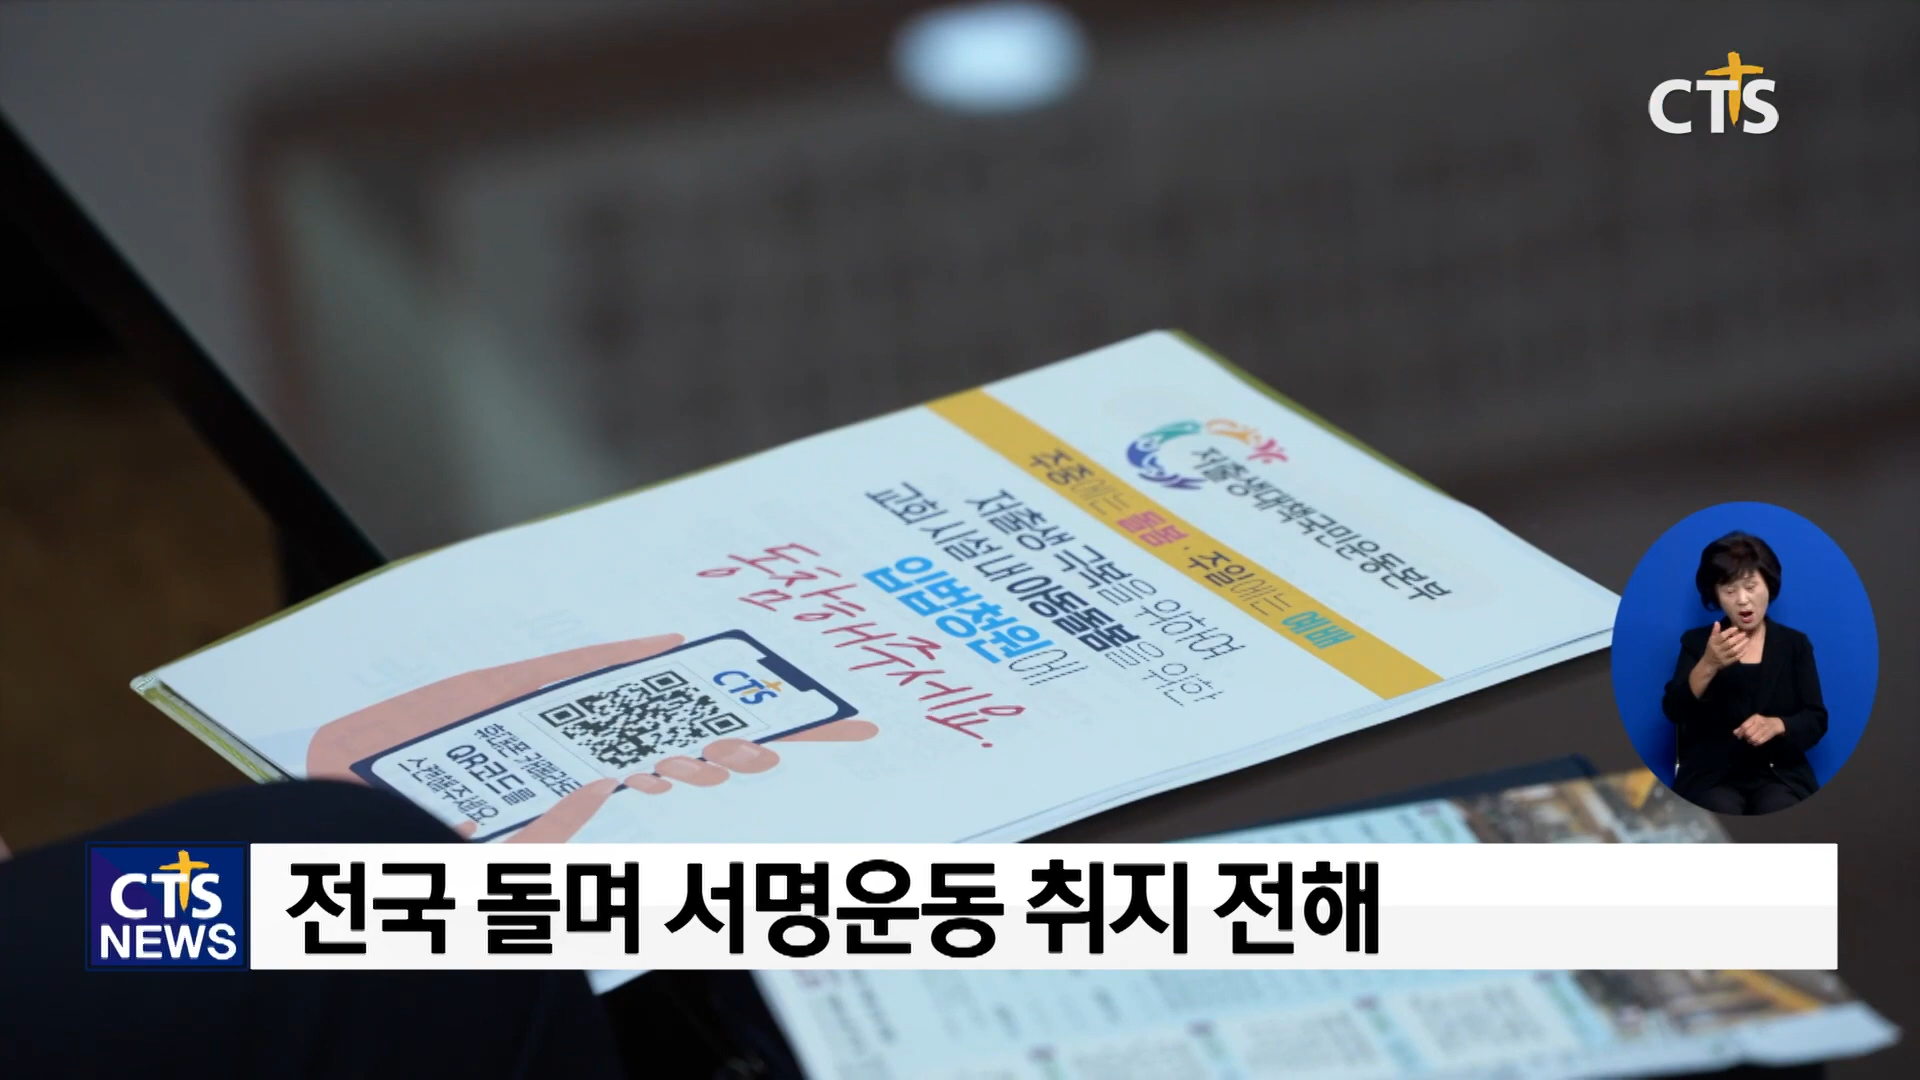 CTS
저출생대책국민운동본부
주중에는 돌봄 · 주일에는 예배
저출생 극복을 위하여
교회 시설 내 아동돌봄을 위한
입법청원에
동참해주세요.
CTS
휴대폰 카메라로
QR코드를
스캔해주세요.
CTS
NEWS
전국 돌며 서명운동 취지 전해